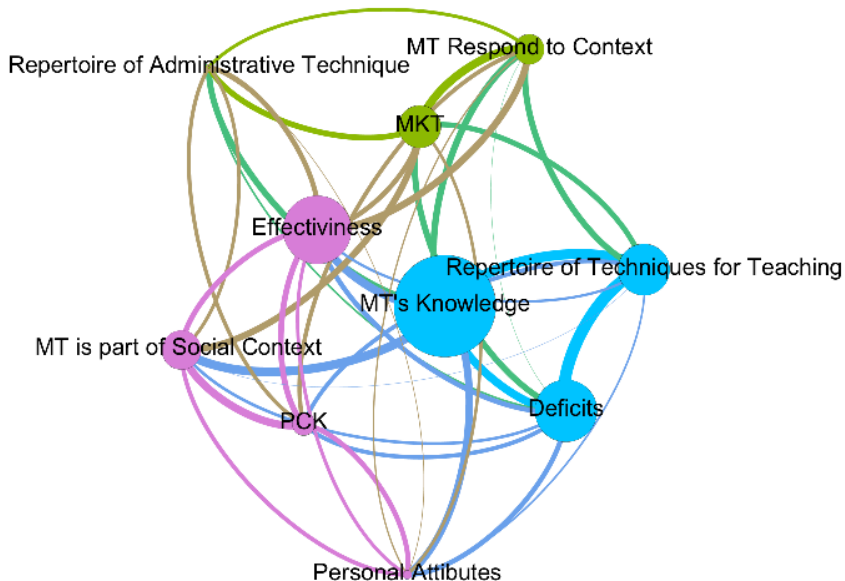 MT Respond to Context
Repertoire of Administrative Technique
MKT
Effectiviness
Repertoire of Techniques for Teaching
MT's Knowledge
MT is part of Social Context
Deficits
PCK
Personal Attibutes